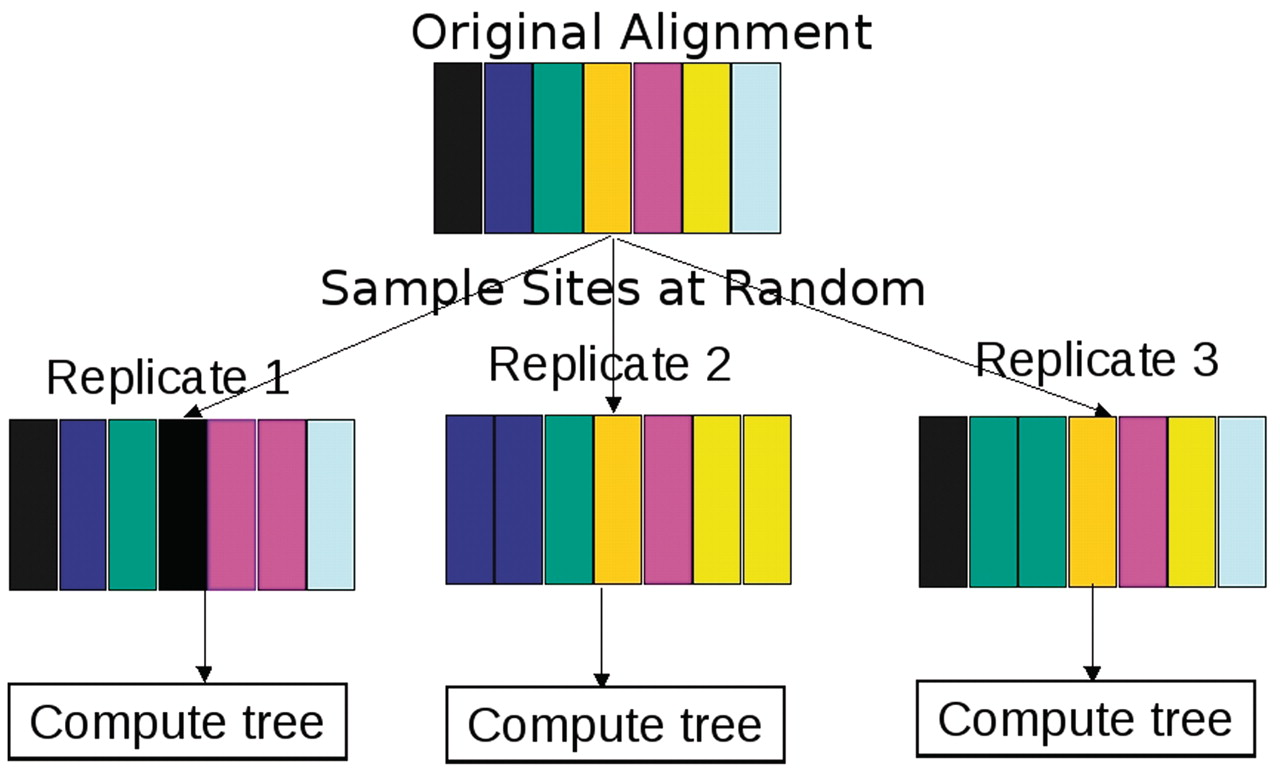 Original Alignment
Sample Sites at Random
Replicate 1
Replicate 2
Replicate 3
Compute tree
Compute tree
Compute tree